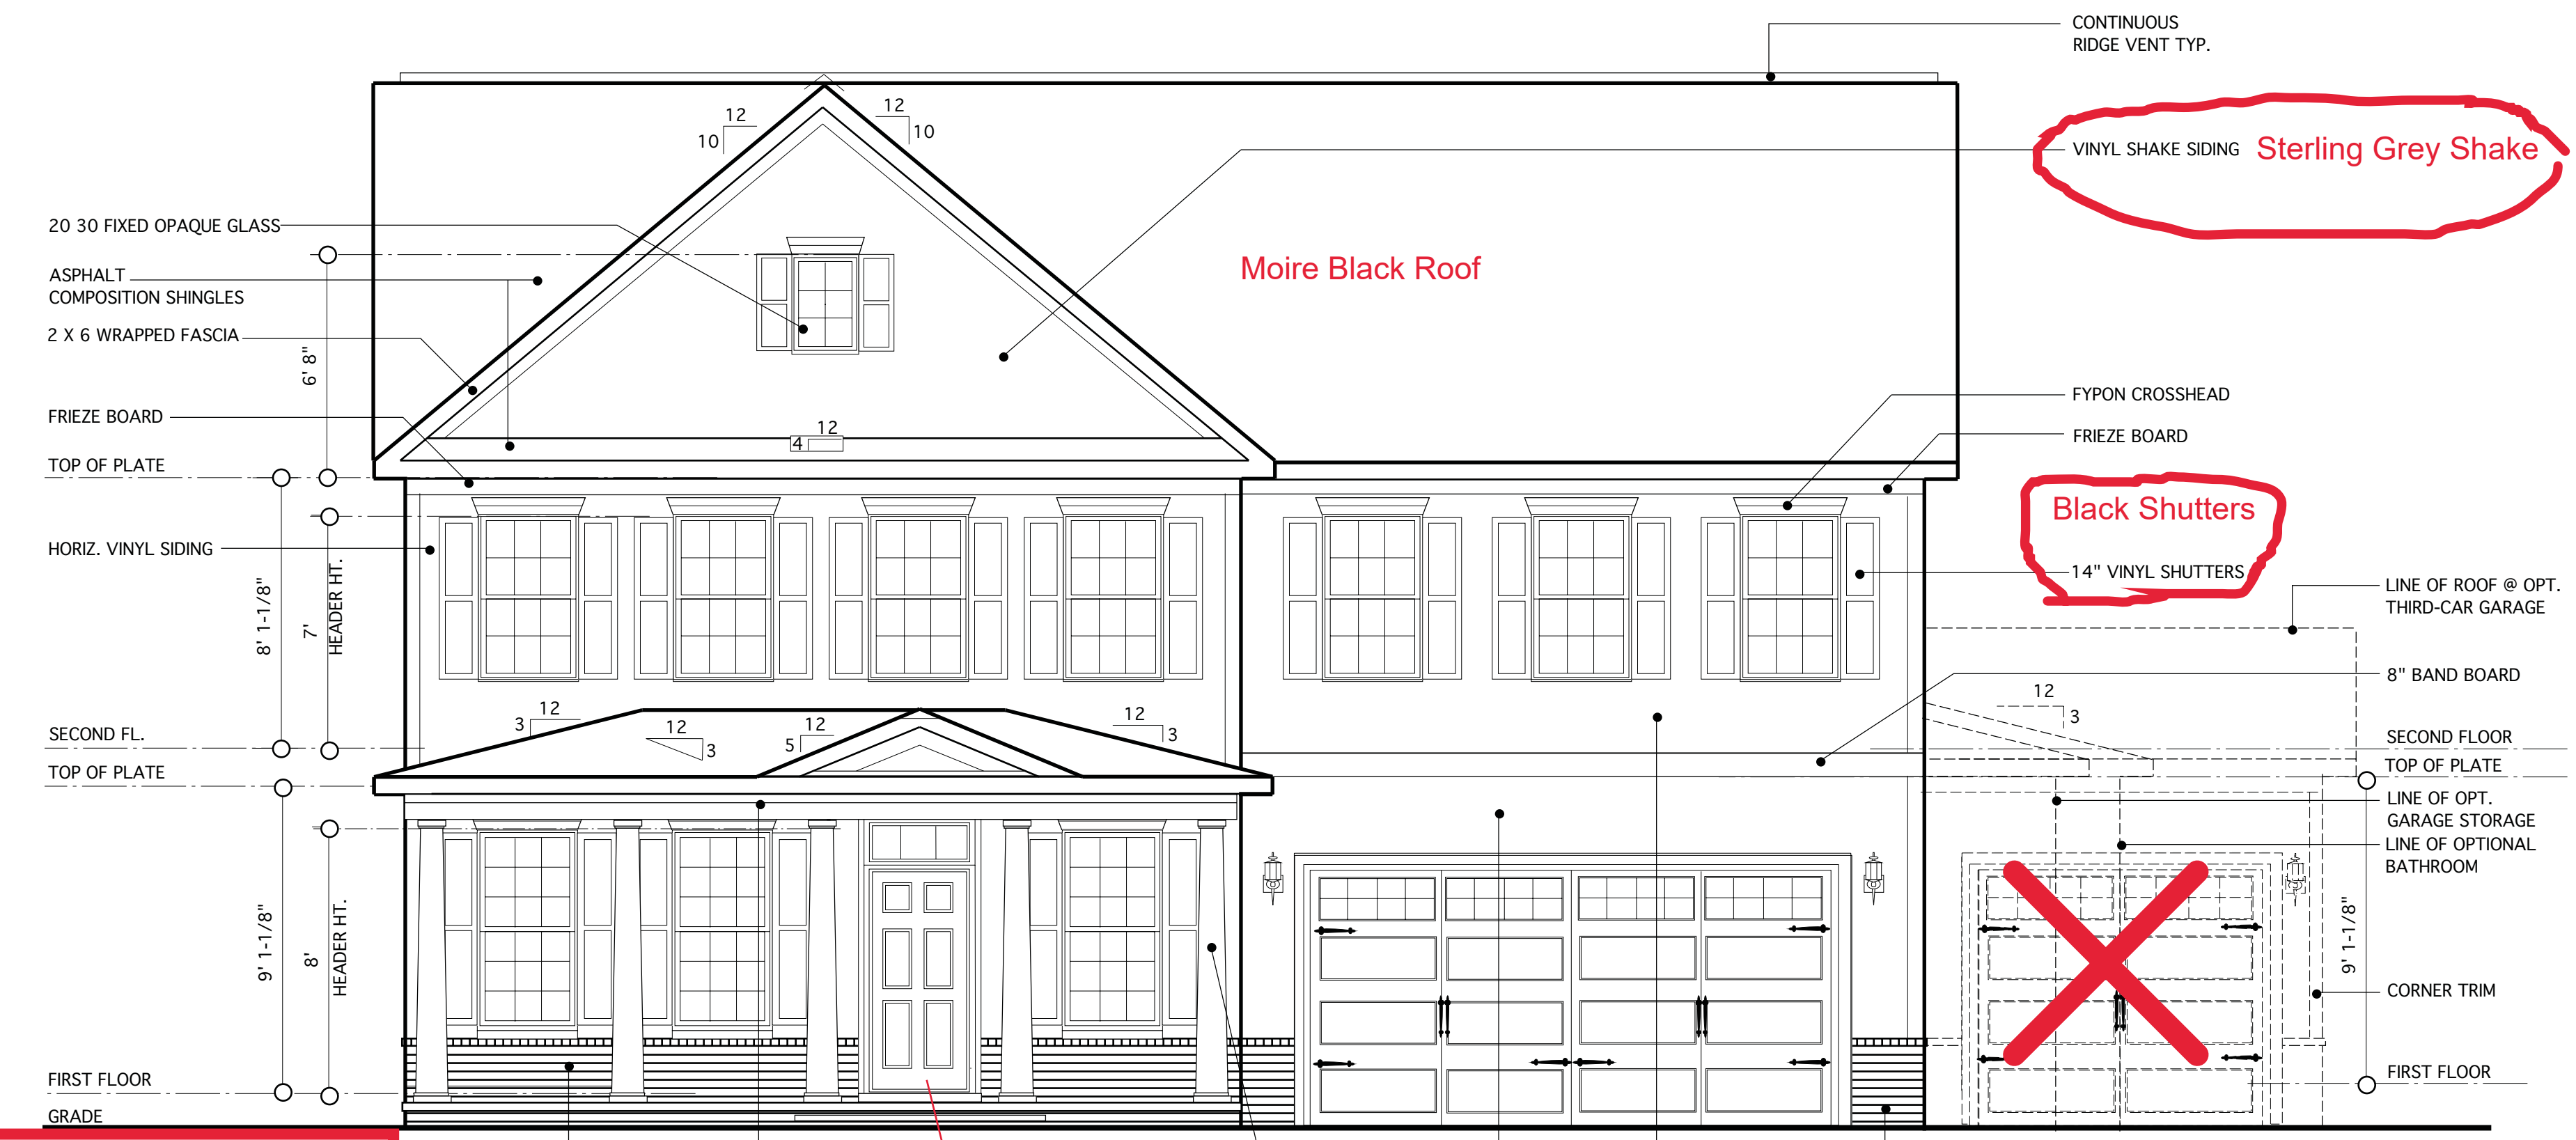 CONTINUOUS
RIDGE VENT TYP.
12
10
12
10
VINYL SHAKE SIDING Sterling Grey Shake
20 30 FIXED OPAQUE GLASS
Moire Black Roof
ASPHALT
COMPOSITION SHINGLES
2 X 6 WRAPPED FASCIA
6' 8"
FYPON CROSSHEAD
FRIEZE BOARD
12
4
FRIEZE BOARD
TOP OF PLATE
Black Shutters
HORIZ. VINYL SIDING
14" VINYL SHUTTERS
LINE OF ROOF @ OPT.
THIRD-CAR GARAGE
8' 1-1/8"
7'
HEADER HT.
8" BAND BOARD
12
3
12
3
12
5
12
3
12
3
SECOND FL.
SECOND FLOOR
TOP OF PLATE
TOP OF PLATE
LINE OF OPT.
GARAGE STORAGE
LINE OF OPTIONAL
BATHROOM
9' 1-1/8"
8'
HEADER HT.
9' 1-1/8"
CORNER TRIM
FIRST FLOOR
FIRST FLOOR
GRADE